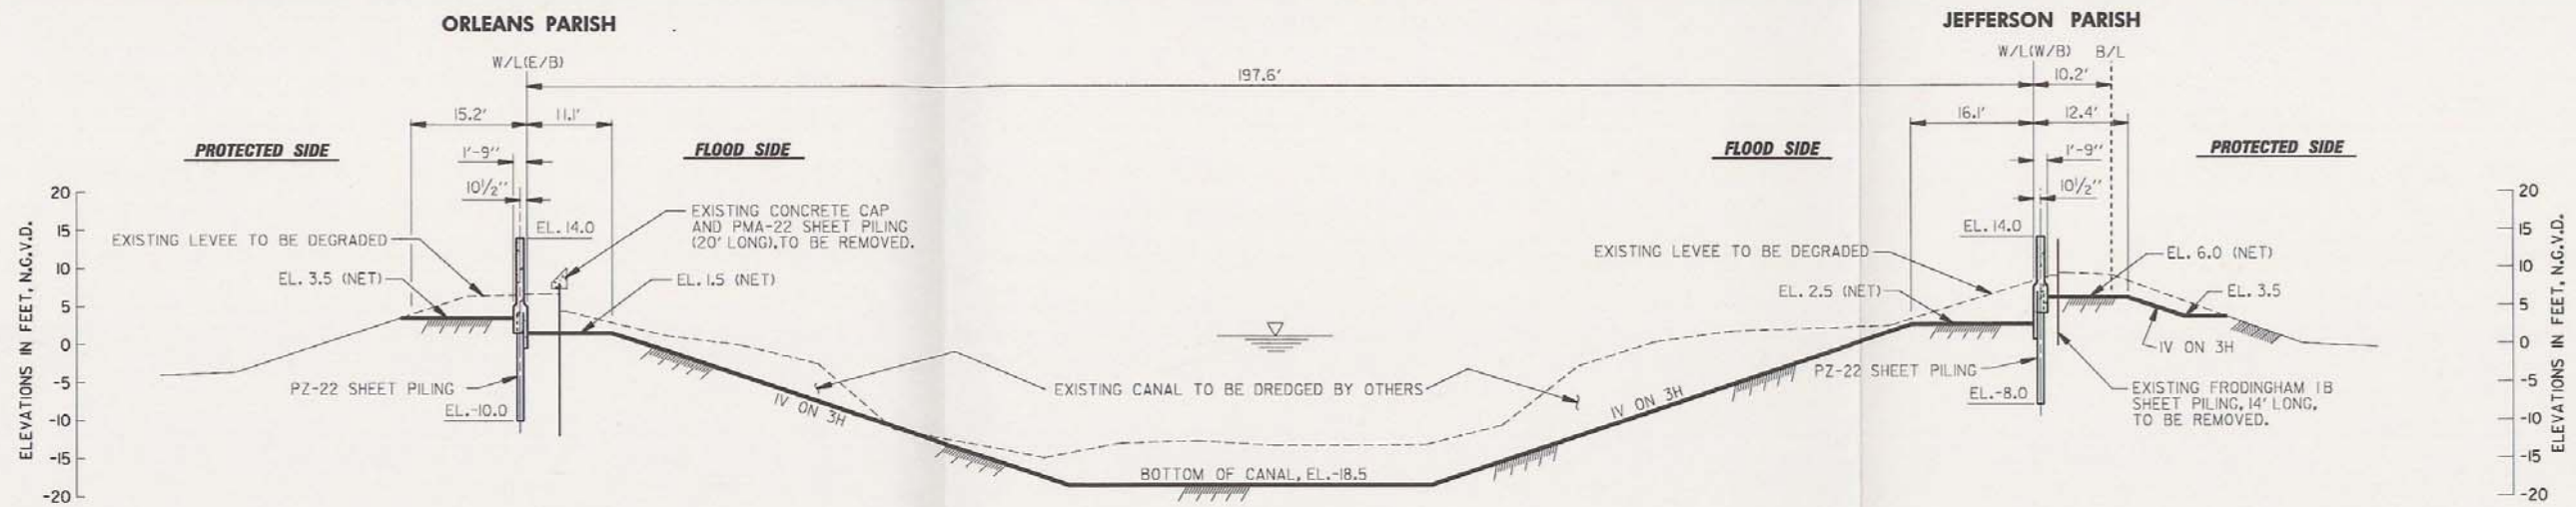 ORLEANS PARISH
JEFFERSON PARISH
W/L(E/B)
W/L(W/B)
B/L
197.6'
10.2'
15.2'
11.1'
16.1'
12.4'
PROTECTED SIDE
FLOOD SIDE
FLOOD SIDE
PROTECTED SIDE
1'-9''
1'-9''
10 1/2''
10 1/2''
ELEVATIONS IN FEET, N.G.V.D.
20
15
10
5
0
-5
-10
-15
-20
EXISTING LEVEE TO BE DEGRADED
EL. 3.5 (NET)
EL. 14.0
EXISTING CONCRETE CAP
AND PMA-22 SHEET PILING
(20' LONG),TO BE REMOVED.
EL. 1.5 (NET)
PZ-22 SHEET PILING
EL.-10.0
1V ON 3H
EXISTING CANAL TO BE DREDGED BY OTHERS
BOTTOM OF CANAL, EL.-18.5
1V ON 3H
EXISTING LEVEE TO BE DEGRADED
EL. 2.5 (NET)
EL. 14.0
PZ-22 SHEET PILING
EL.-8.0
EL. 6.0 (NET)
EL. 3.5
1V ON 3H
EXISTING FRODINGHAM 1B
SHEET PILING, 14' LONG,
TO BE REMOVED.
20
15
10
5
0
-5
-10
-15
-20
ELEVATIONS IN FEET, N.G.V.D.